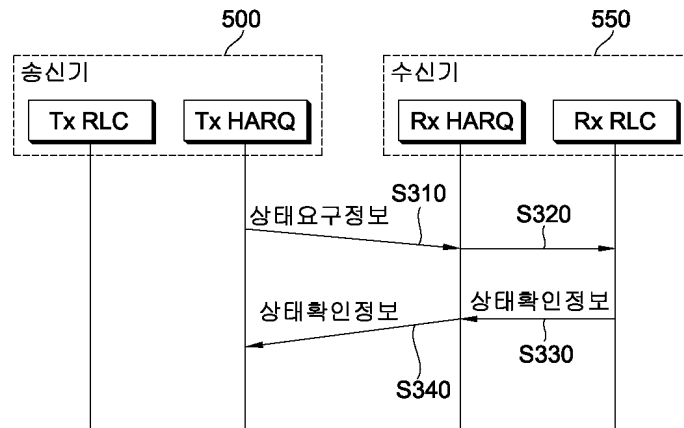 500
550
송신기
수신기
Tx RLC
Tx HARQ
Rx HARQ
Rx RLC
상태요구정보
S310
S320
상태확인정보
상태확인정보
S330
S340